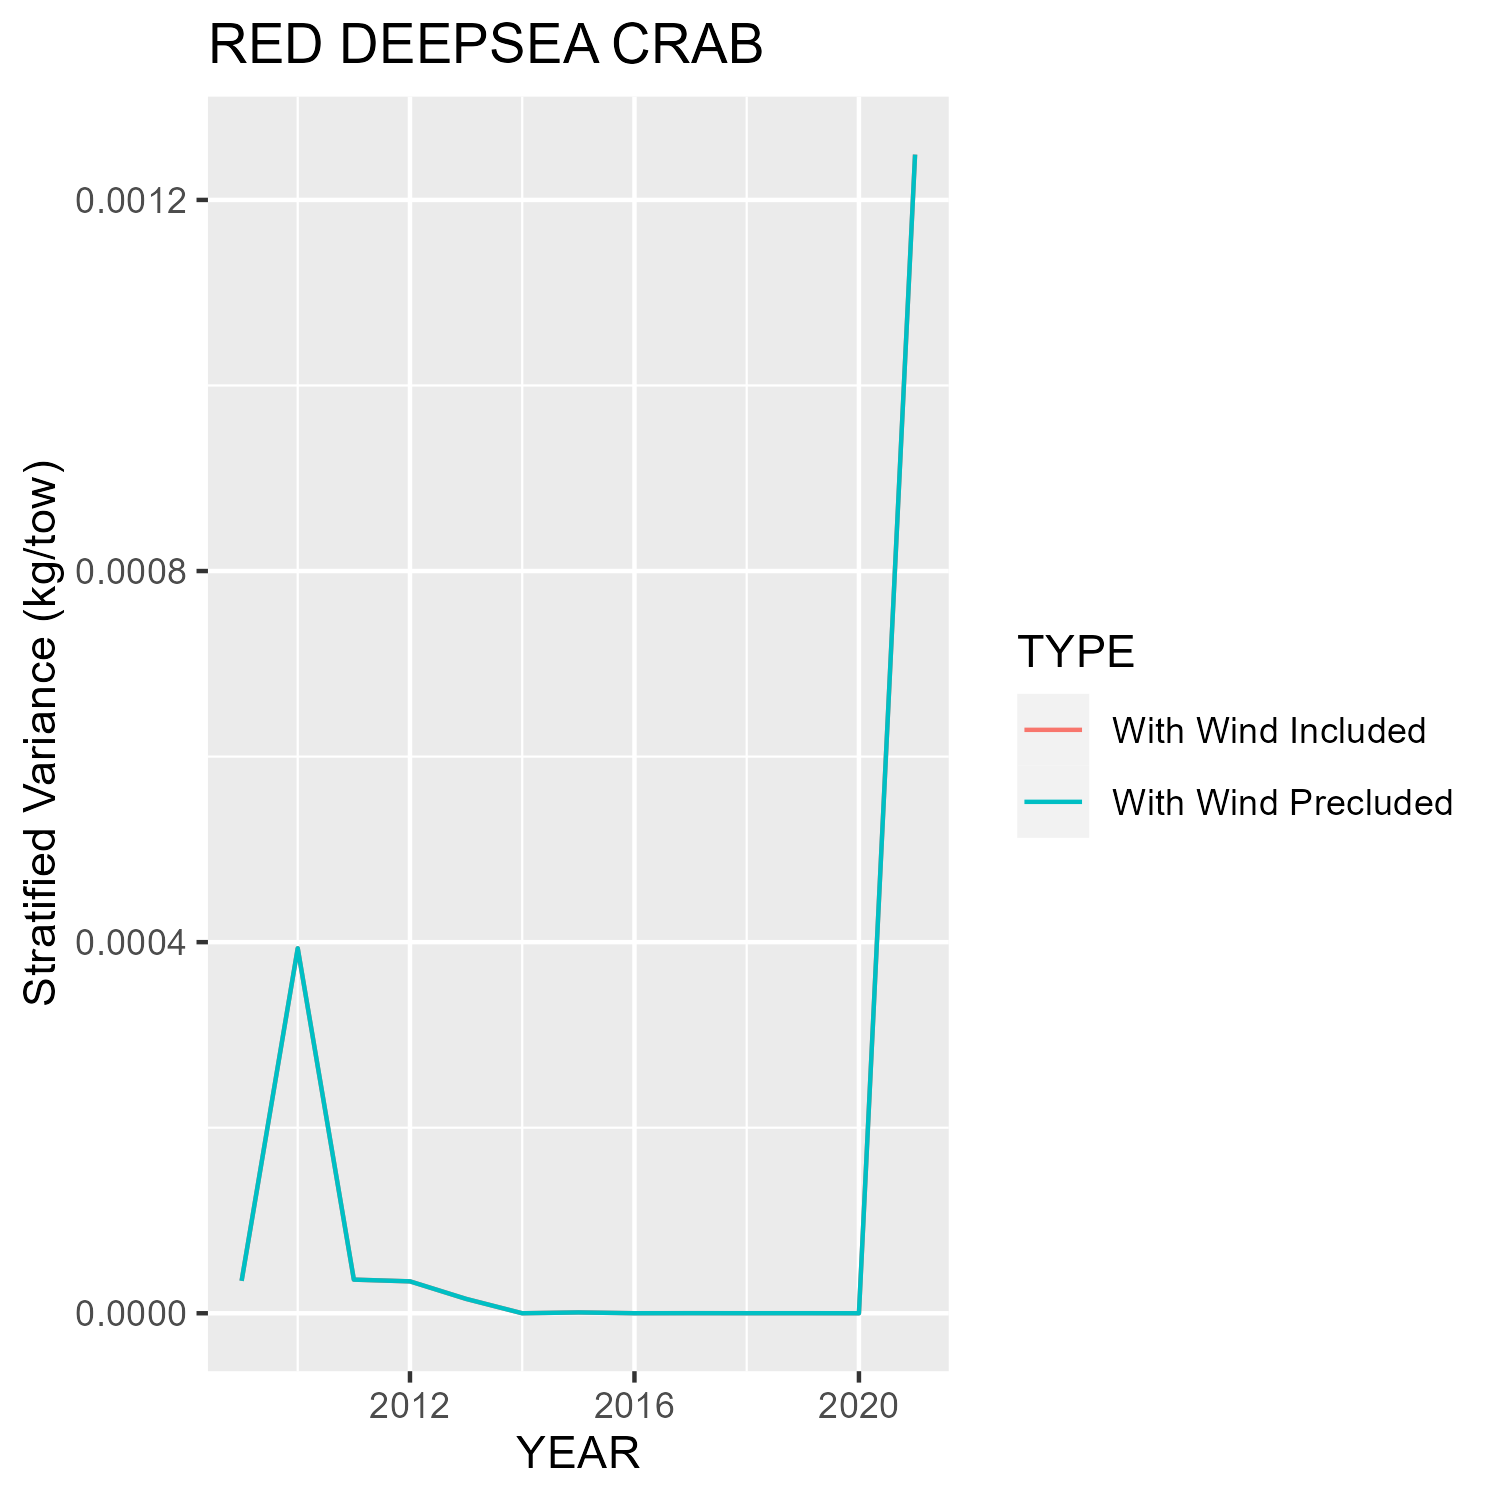 RED DEEPSEA CRAB
Stratified Variance (kg/tow)
0.0012
0.0008
0.0004
0.0000
2012 2016 2020
YEAR
TYPE
With Wind Included
With Wind Precluded